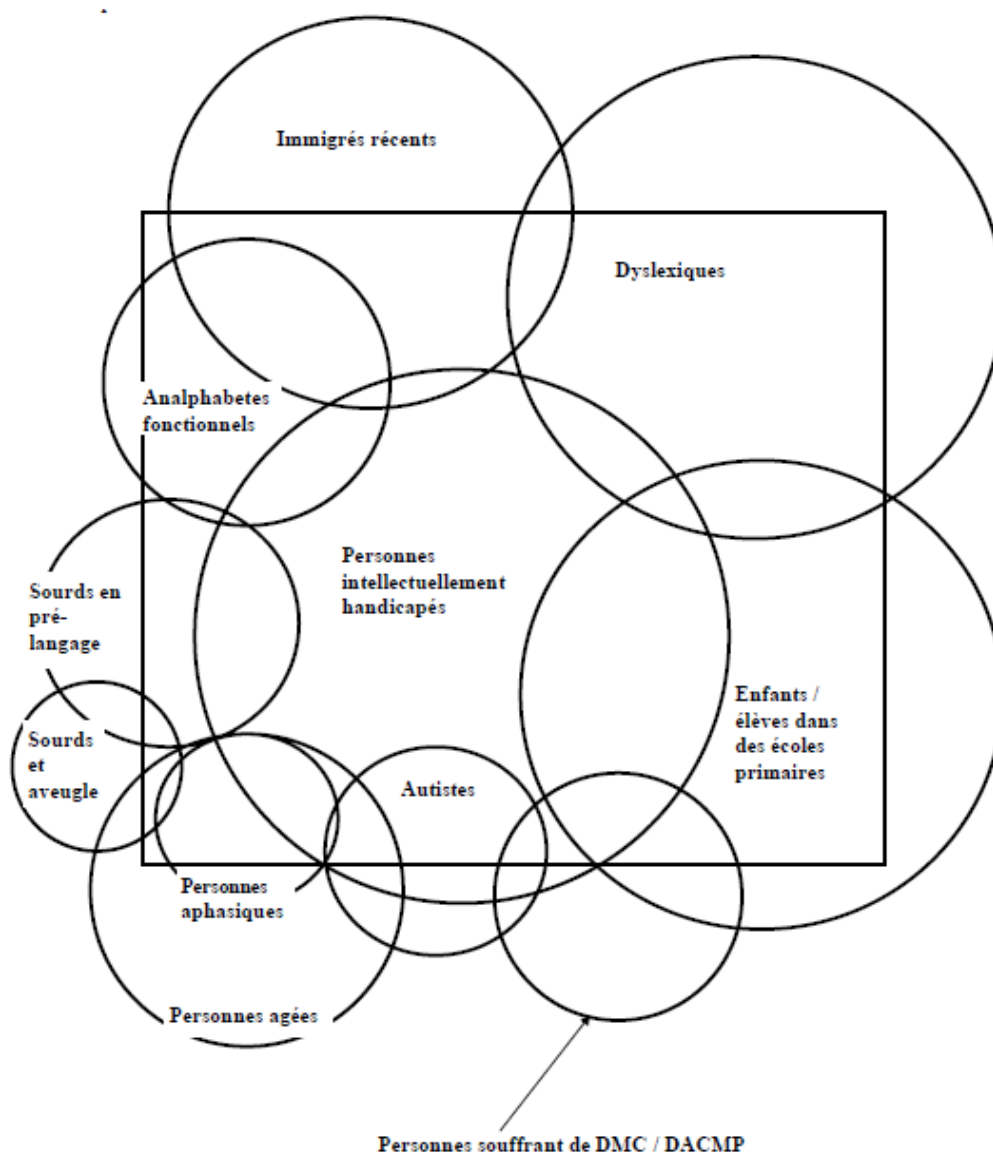 Immigrés récents
Dyslexiques
Analphabetes
fonctionnels
Personnes
intellectuellement
handicapés
Sourds en
pré-
langage
Enfants /
élèves dans
des écoles
primaires
Sourds
et
aveugle
Autistes
Personnes
aphasiques
Personnes agées
Personnes souffrant de DMC / DACMP